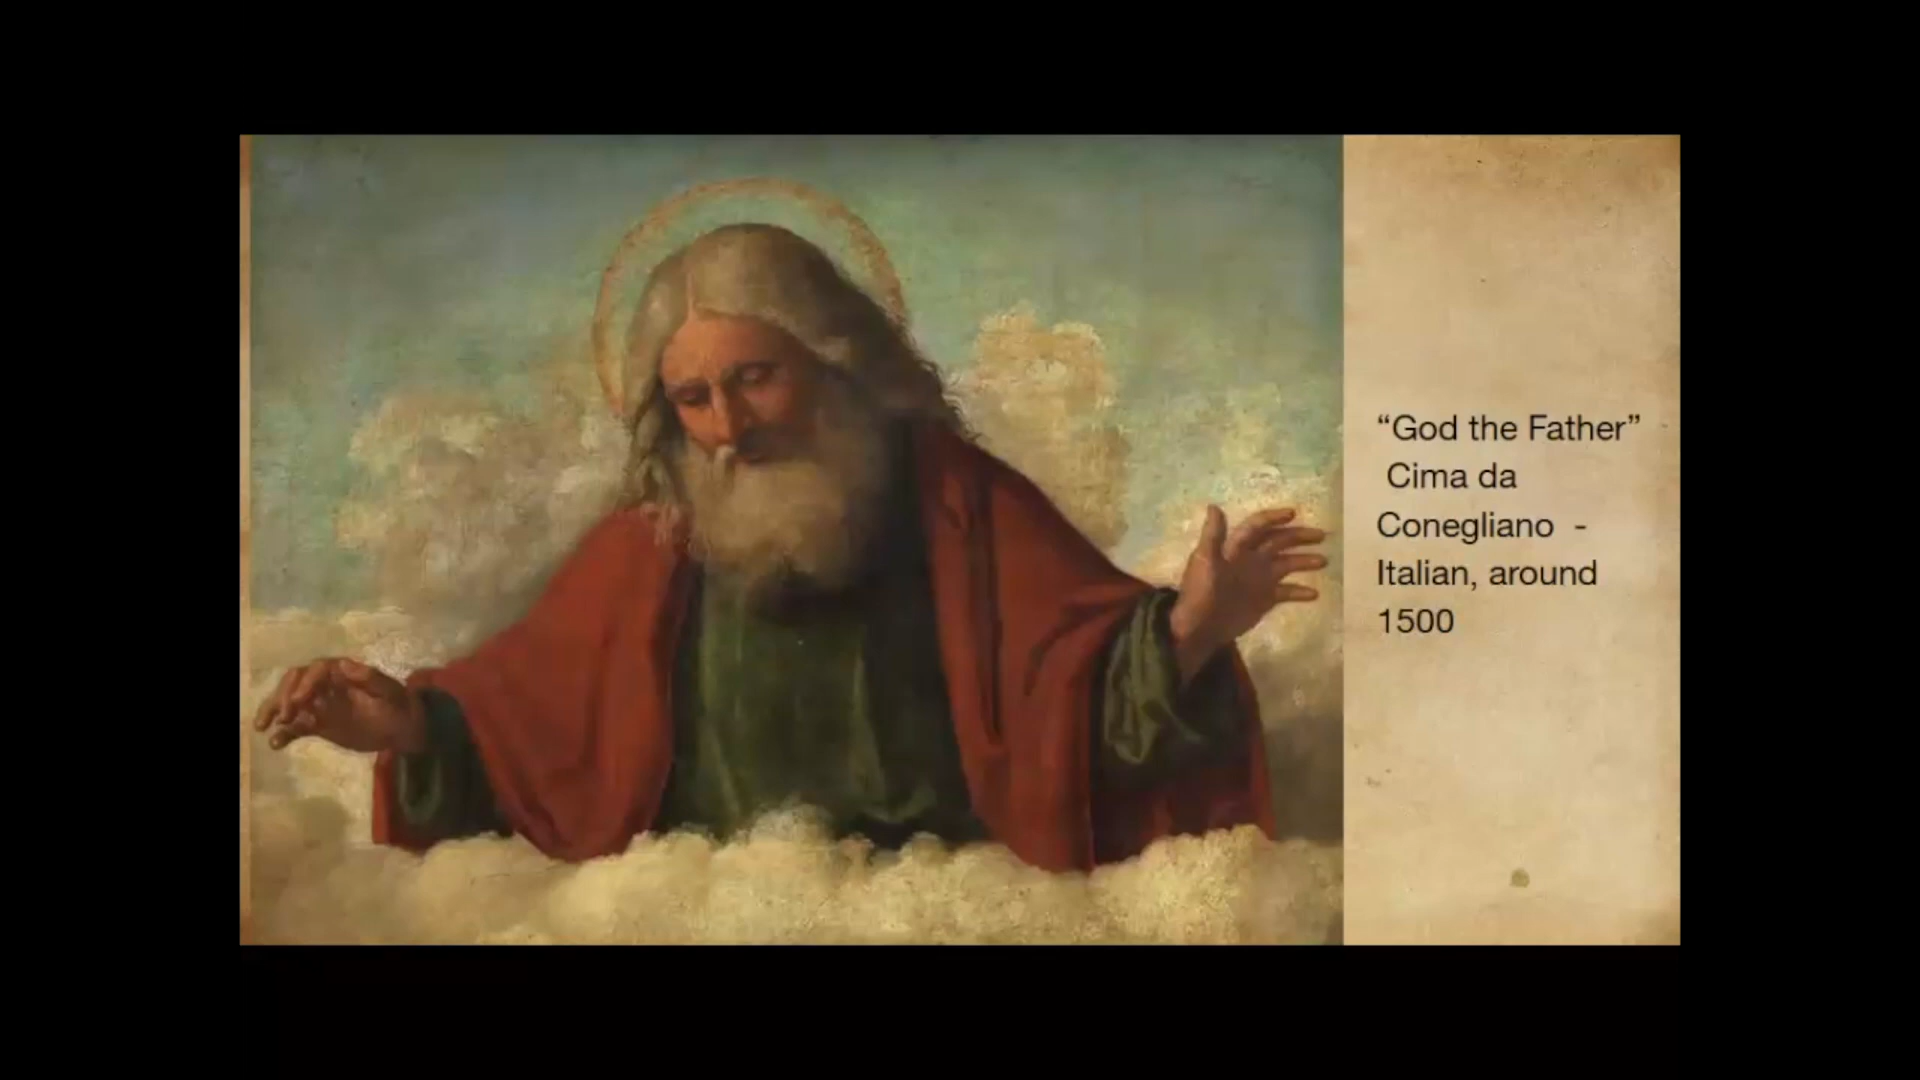 “God the Father”
Cima da
Conegliano -
Italian, around
1500